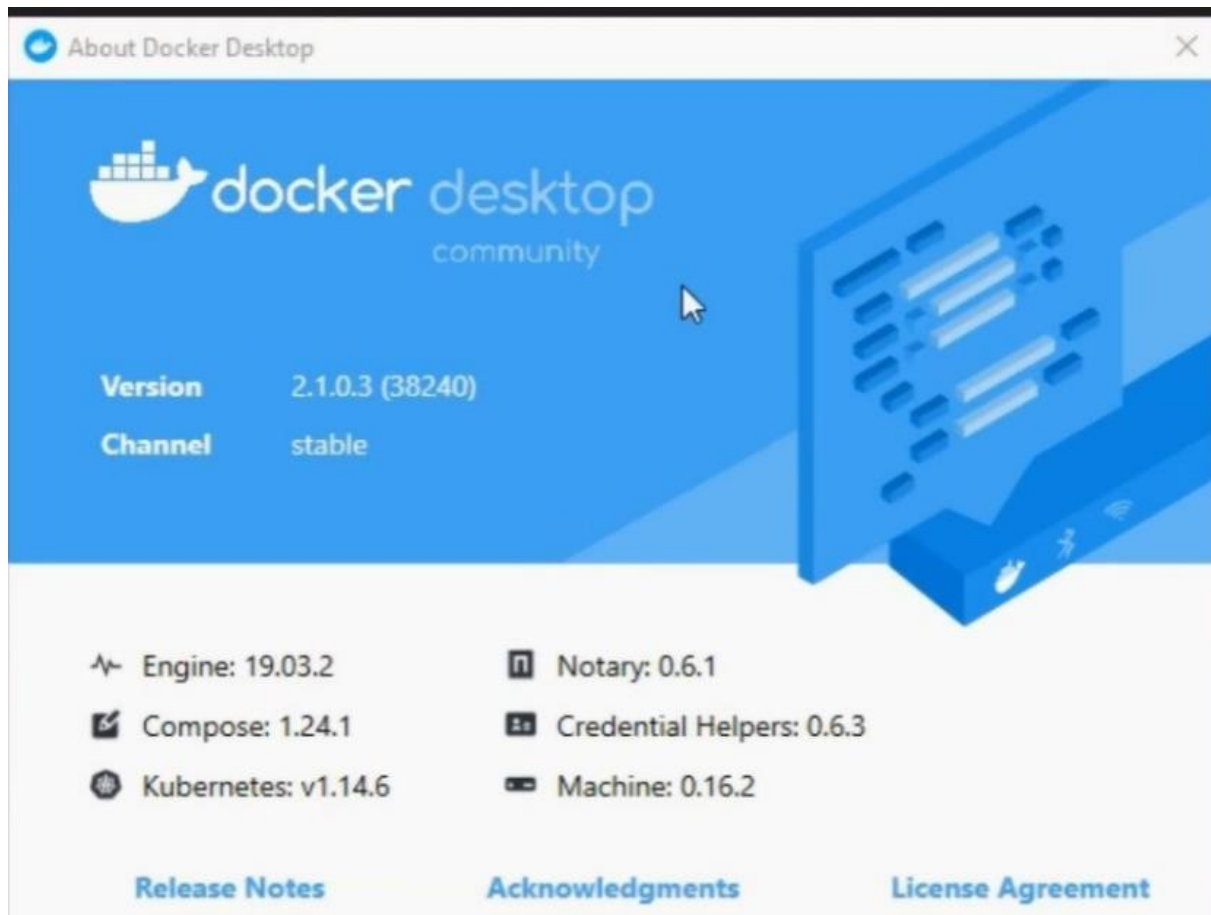 About Docker Desktop
docker desktop
community
Version 2.1.0.3 (38240)
Channel stable
Engine: 19.03.2 Notary: 0.6.1
Compose: 1.24.1 Credential Helpers: 0.6.3
Kubernetes: v1.14.6 Machine: 0.16.2
Release Notes Acknowledgments License Agreement